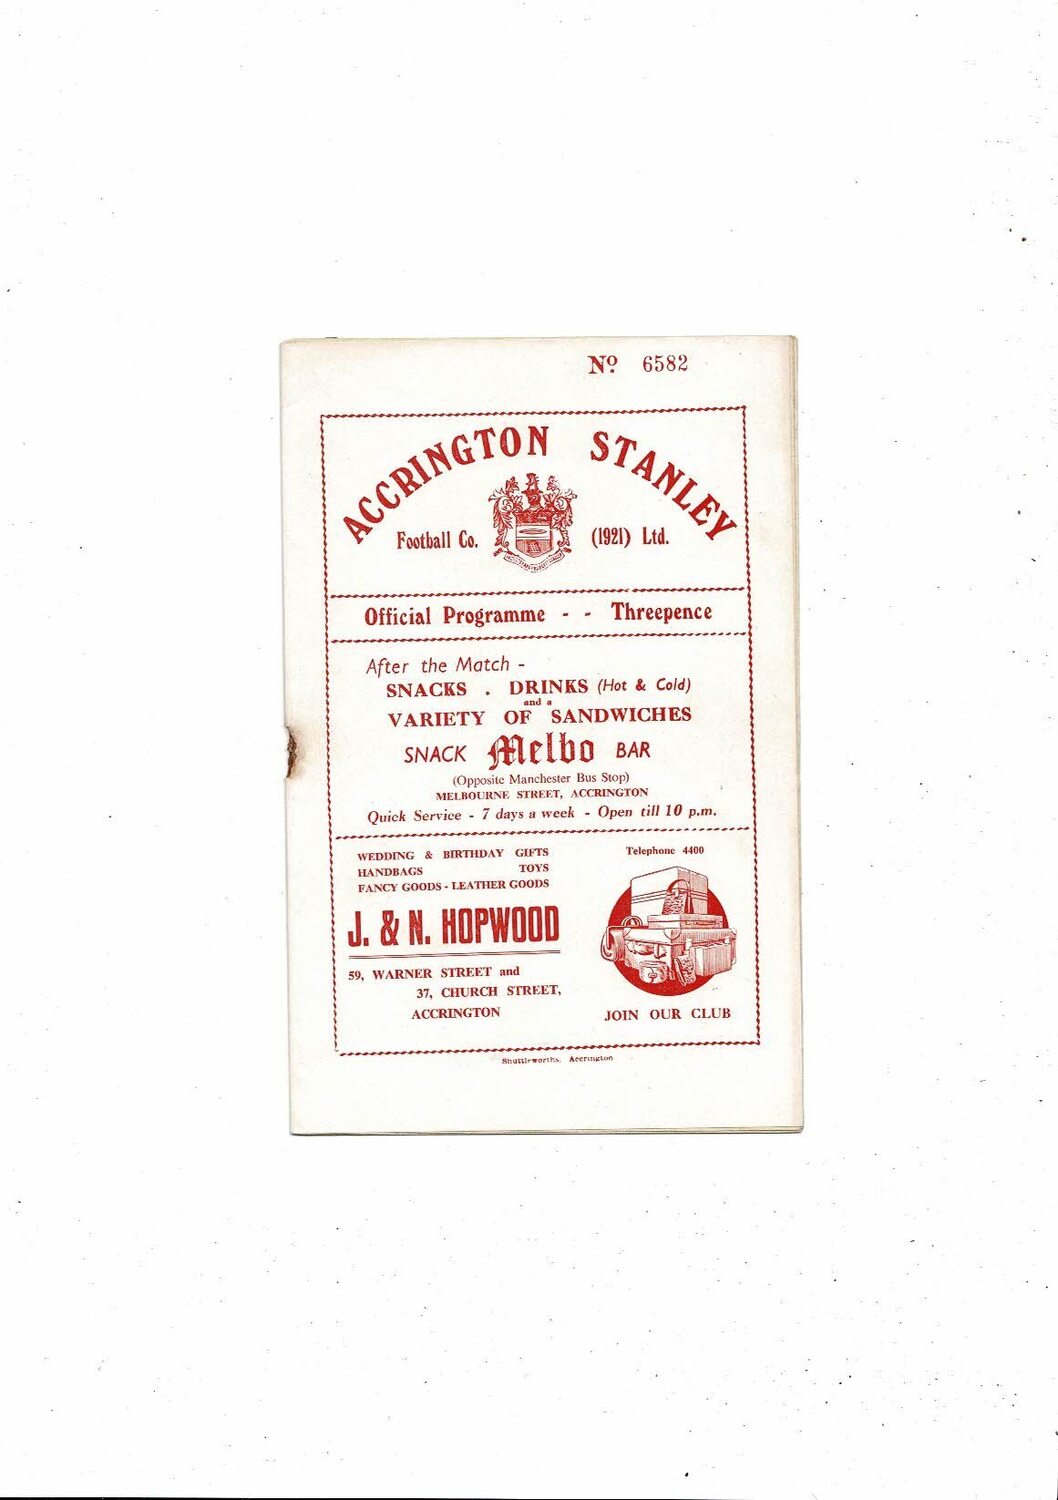 Nº 6582
ACCRINGTON STANLEY
Football Co. (1921) Ltd.
Official Programme - - Threepence
After the Match -
SNACKS . DRINKS (Hot & Cold)
and a
VARIETY OF SANDWICHES
SNACK Melbo BAR
(Opposite Manchester Bus Stop)
MELBOURNE STREET, ACCRINGTON
Quick Service - 7 days a week - Open till 10 p.m.
WEDDING & BIRTHDAY GIFTS
HANDBAGS TOYS
FANCY GOODS - LEATHER GOODS
J. & N. HOPWOOD
59, WARNER STREET and
37, CHURCH STREET,
ACCRINGTON
Telephone 4400
JOIN OUR CLUB
Shuttleworths, Accrington